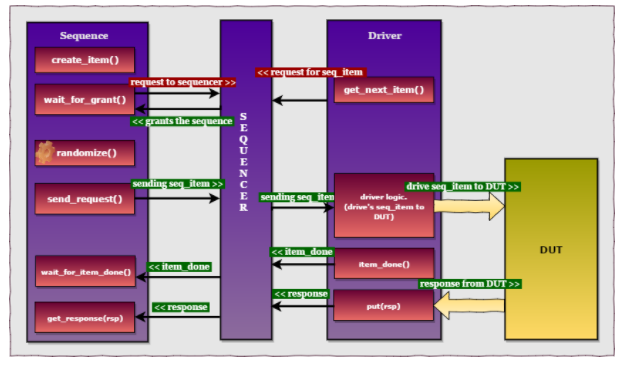 Sequence
Driver
create_item()
request to sequencer >>
<< request for seq_item
wait_for_grant()
get_next_item()
<< grants the sequence
SEQUENCER
randomize()
sending seq_item >>
sending seq_item
drive seq_item to DUT >>
send_request()
driver logic.
(drive's seq_item to
DUT)
DUT
<< item_done
<< item_done
wait_for_item_done()
item_done()
response from DUT >>
<< response
<< response
get_response(rsp)
put(rsp)